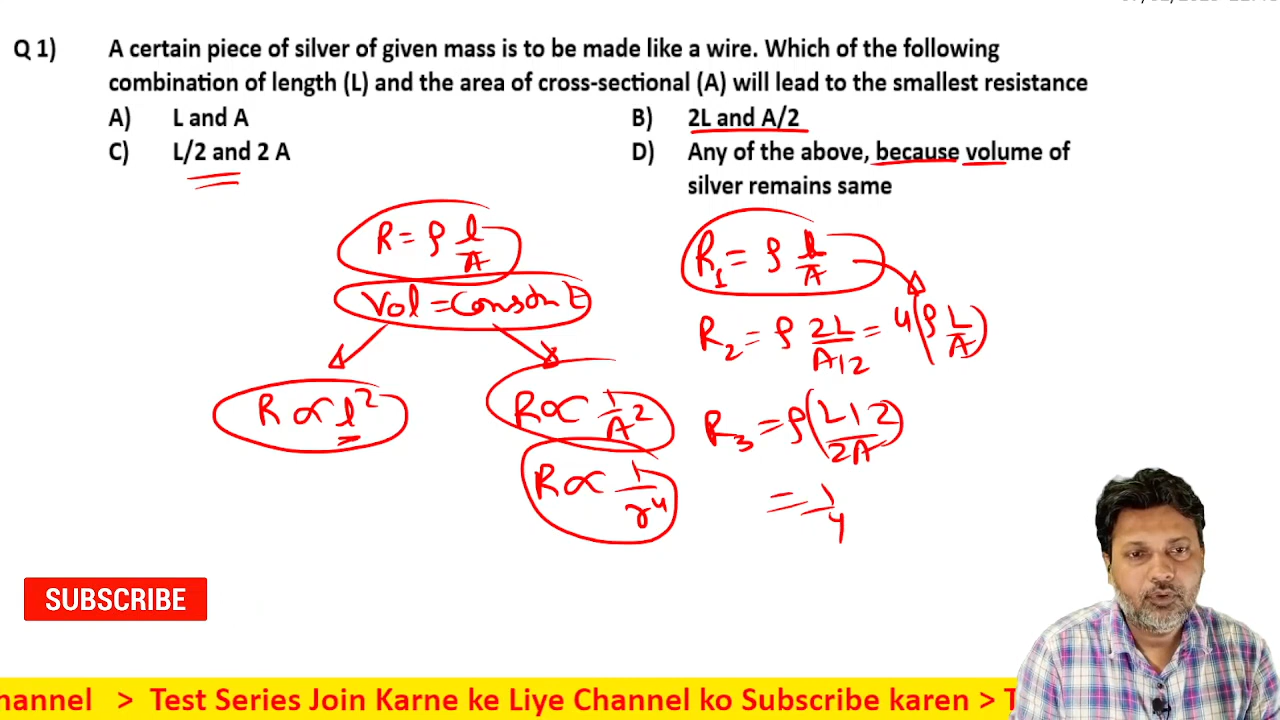 Q 1) A certain piece of silver of given mass is to be made like a wire. Which of the following
combination of length (L) and the area of cross-sectional (A) will lead to the smallest resistance
A) L and A B) 2L and A/2
C) L/2 and 2 A D) Any of the above, because volume of
silver remains same
R = ρ l/A
Vol = Constn t
R ∝ l²
R ∝ 1/A²
R ∝ 1/r⁴
R₁ = ρ L/A
R₂ = ρ 2L/A/2 = 4(ρ L/A)
R₃ = ρ(L/2/2A)
= 1/4
SUBSCRIBE
hannel > Test Series Join Karne ke Liye Channel ko Subscribe karen > T